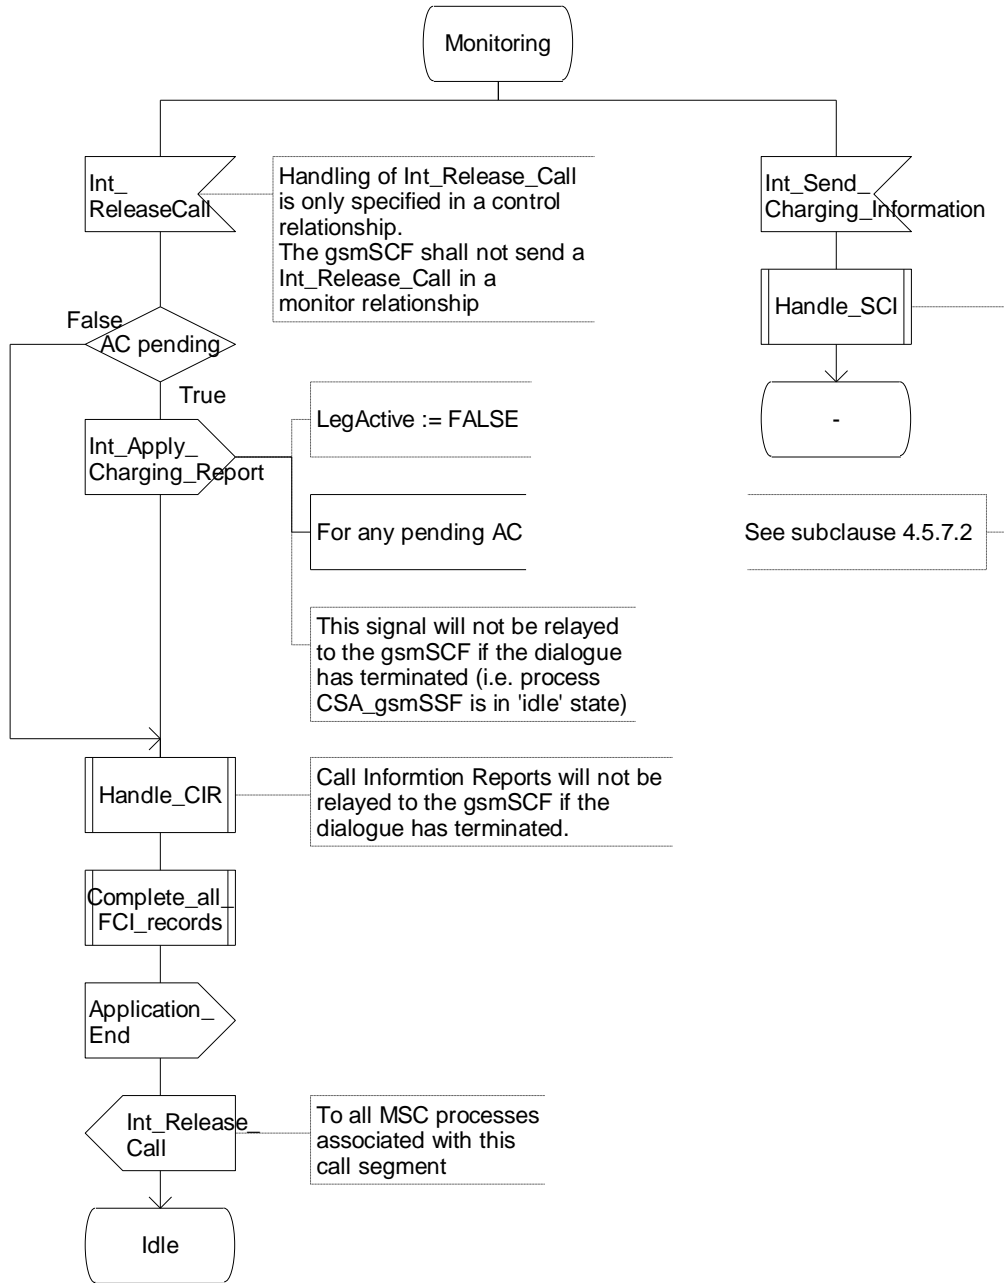 Monitoring
Int_
ReleaseCall
Handling of Int_Release_Call
is only specified in a control
relationship.
The gsmSCF shall not send a
Int_Release_Call in a
monitor relationship
Int_Send_
Charging_Information
Handle_SCI
False
AC pending
True
-
Int_Apply_
Charging_Report
LegActive := FALSE
For any pending AC
See subclause 4.5.7.2
This signal will not be relayed
to the gsmSCF if the dialogue
has terminated (i.e. process
CSA_gsmSSF is in 'idle' state)
Handle_CIR
Call Informtion Reports will not be
relayed to the gsmSCF if the
dialogue has terminated.
Complete_all_
FCI_records
Application_
End
Int_Release_
Call
To all MSC processes
associated with this
call segment
Idle